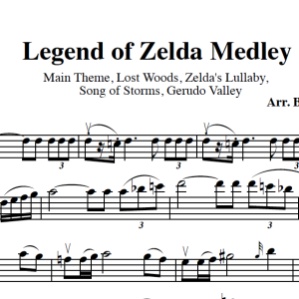 Legend of Zelda Medley
Main Theme, Lost Woods, Zelda's Lullaby,
Song of Storms, Gerudo Valley
Arr.
3
3
3
3
3